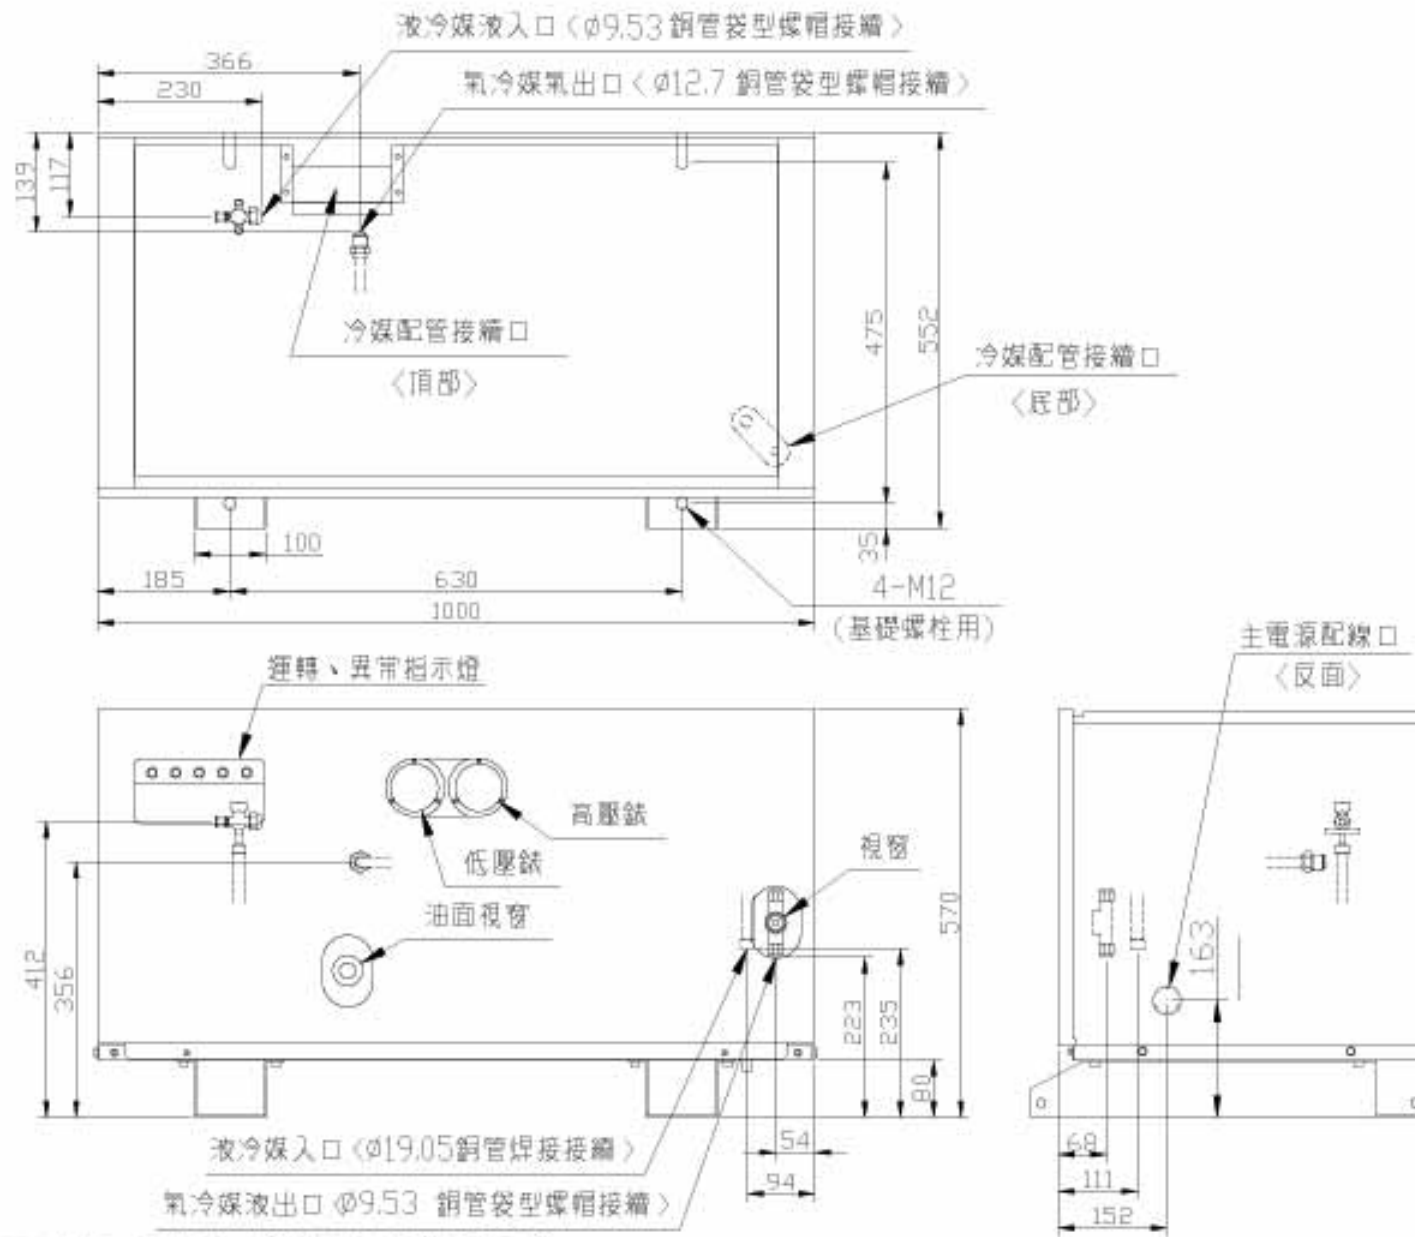 液冷媒液入口〈Ø9.53 銅管袋型螺帽接續〉
366
氣冷媒氣出口〈Ø12.7 銅管袋型螺帽接續〉
230
139
117
冷媒配管接續口
〈頂部〉
475
552
冷媒配管接續口
〈底部〉
100
35
185
630
4-M12
1000
(基礎螺栓用)
主電源配線口
〈反面〉
運轉、異常指示燈
高壓錶
低壓錶
視窗
油面視窗
412
356
570
163
223
235
80
液冷媒入口〈Ø19.05銅管焊接接續〉
54
68
94
111
氣冷媒液出口〈Ø9.53 銅管袋型螺帽接續〉
152